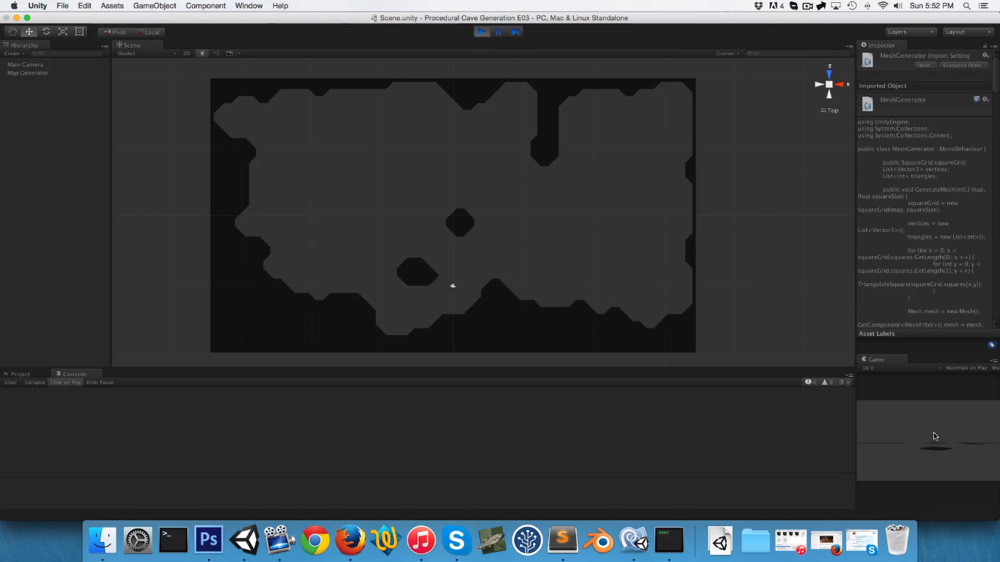 Unity File Edit Assets GameObject Component Window Help
4 Sun 5:52 PM
Scene.unity - Procedural Cave Generation E03 - PC, Mac & Linux Standalone
Pivot Local Layers Layout
Hierarchy Scene Inspector
Create All Shaded 2D Gizmos All
MeshGenerator Import Setting
Open... Execution Order...
Main Camera
Map Generator
z
x
Top
Imported Object
C#
MeshGenerator
using UnityEngine;
using System.Collections;
using System.Collections.Generic;
public class MeshGenerator : MonoBehaviour {
public SquareGrid squareGrid;
List<Vector3> vertices;
List<int> triangles;
public void GenerateMesh(int[,] map,
float squareSize) {
squareGrid = new
SquareGrid(map, squareSize);
vertices = new
List<Vector3>();
triangles = new List<int>();
for (int x = 0; x <
squareGrid.squares.GetLength(0); x ++) {
for (int y = 0; y <
squareGrid.squares.GetLength(1); y ++) {
TriangulateSquare(squareGrid.squares[x,y]);
}
}
Mesh mesh = new Mesh();
GetComponent<MeshFilter>().mesh = mesh;
Asset Labels
Game
16:9 Maximize on Play Mu
Project Console
Clear Collapse Clear on Play Error Pause 0 0 0
>_ Ps exec